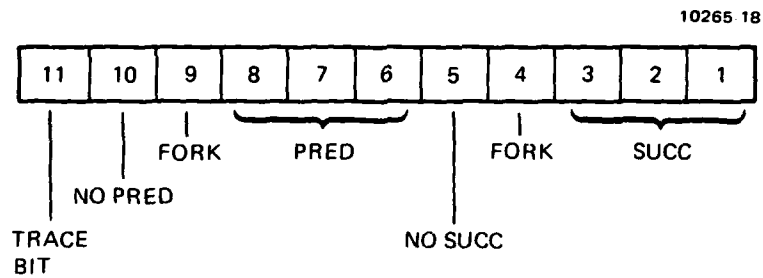 10265-18
11 10 9 8 7 6 5 4 3 2 1
FORK PRED FORK SUCC
NO PRED
TRACE NO SUCC
BIT